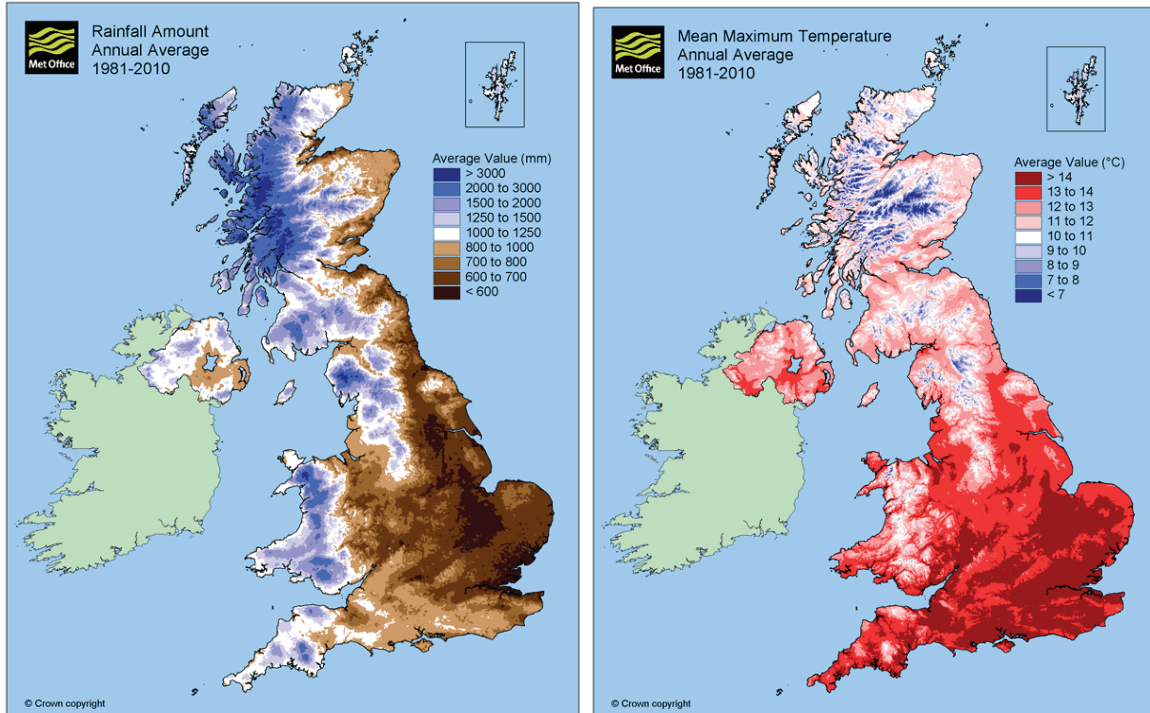 Met Office
Rainfall Amount
Annual Average
1981-2010
Average Value (mm)
> 3000
2000 to 3000
1500 to 2000
1250 to 1500
1000 to 1250
800 to 1000
700 to 800
600 to 700
< 600
© Crown copyright
Met Office
Mean Maximum Temperature
Annual Average
1981-2010
Average Value (°C)
> 14
13 to 14
12 to 13
11 to 12
10 to 11
9 to 10
8 to 9
7 to 8
< 7
© Crown copyright